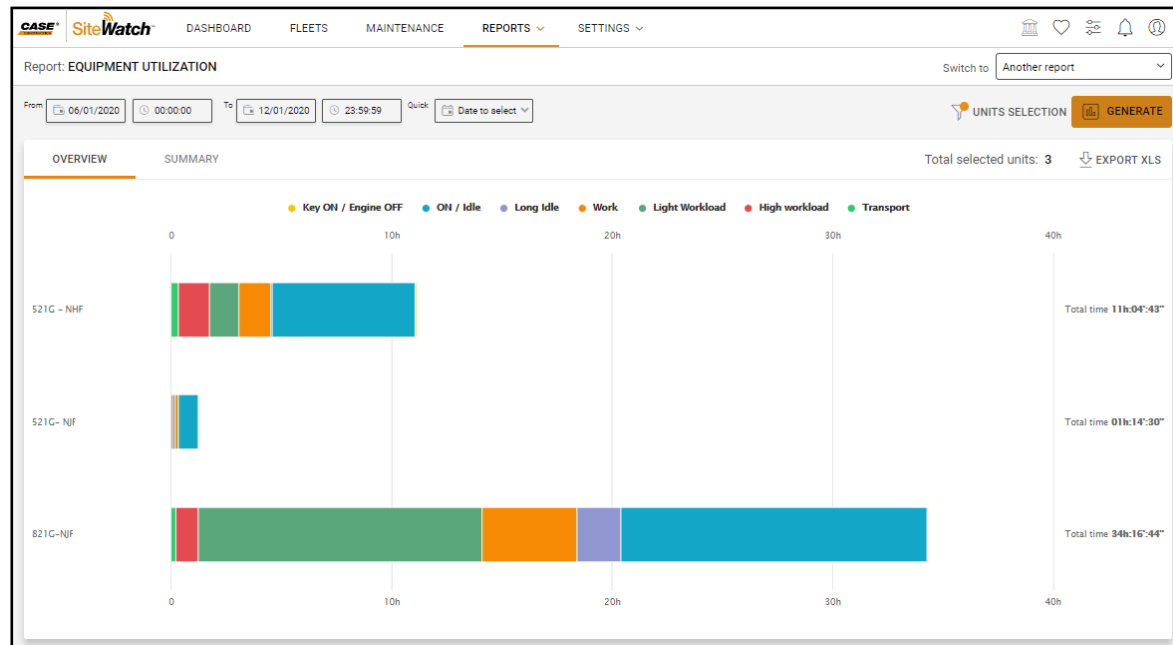 CASE SiteWatch DASHBOARD FLEETS MAINTENANCE REPORTS SETTINGS
Report: EQUIPMENT UTILIZATION Switch to Another report
From 06/01/2020 00:00:00 To 12/01/2020 23:59:59 Quick Date to select UNITS SELECTION GENERATE
OVERVIEW SUMMARY Total selected units: 3 EXPORT XLS
Key ON / Engine OFF ON / Idle Long Idle Work Light Workload High workload Transport
0 10h 20h 30h 40h
521G - NHF Total time 11h:04':43"
521G- NJF Total time 01h:14':30"
821G-NJF Total time 34h:16':44"
0 10h 20h 30h 40h